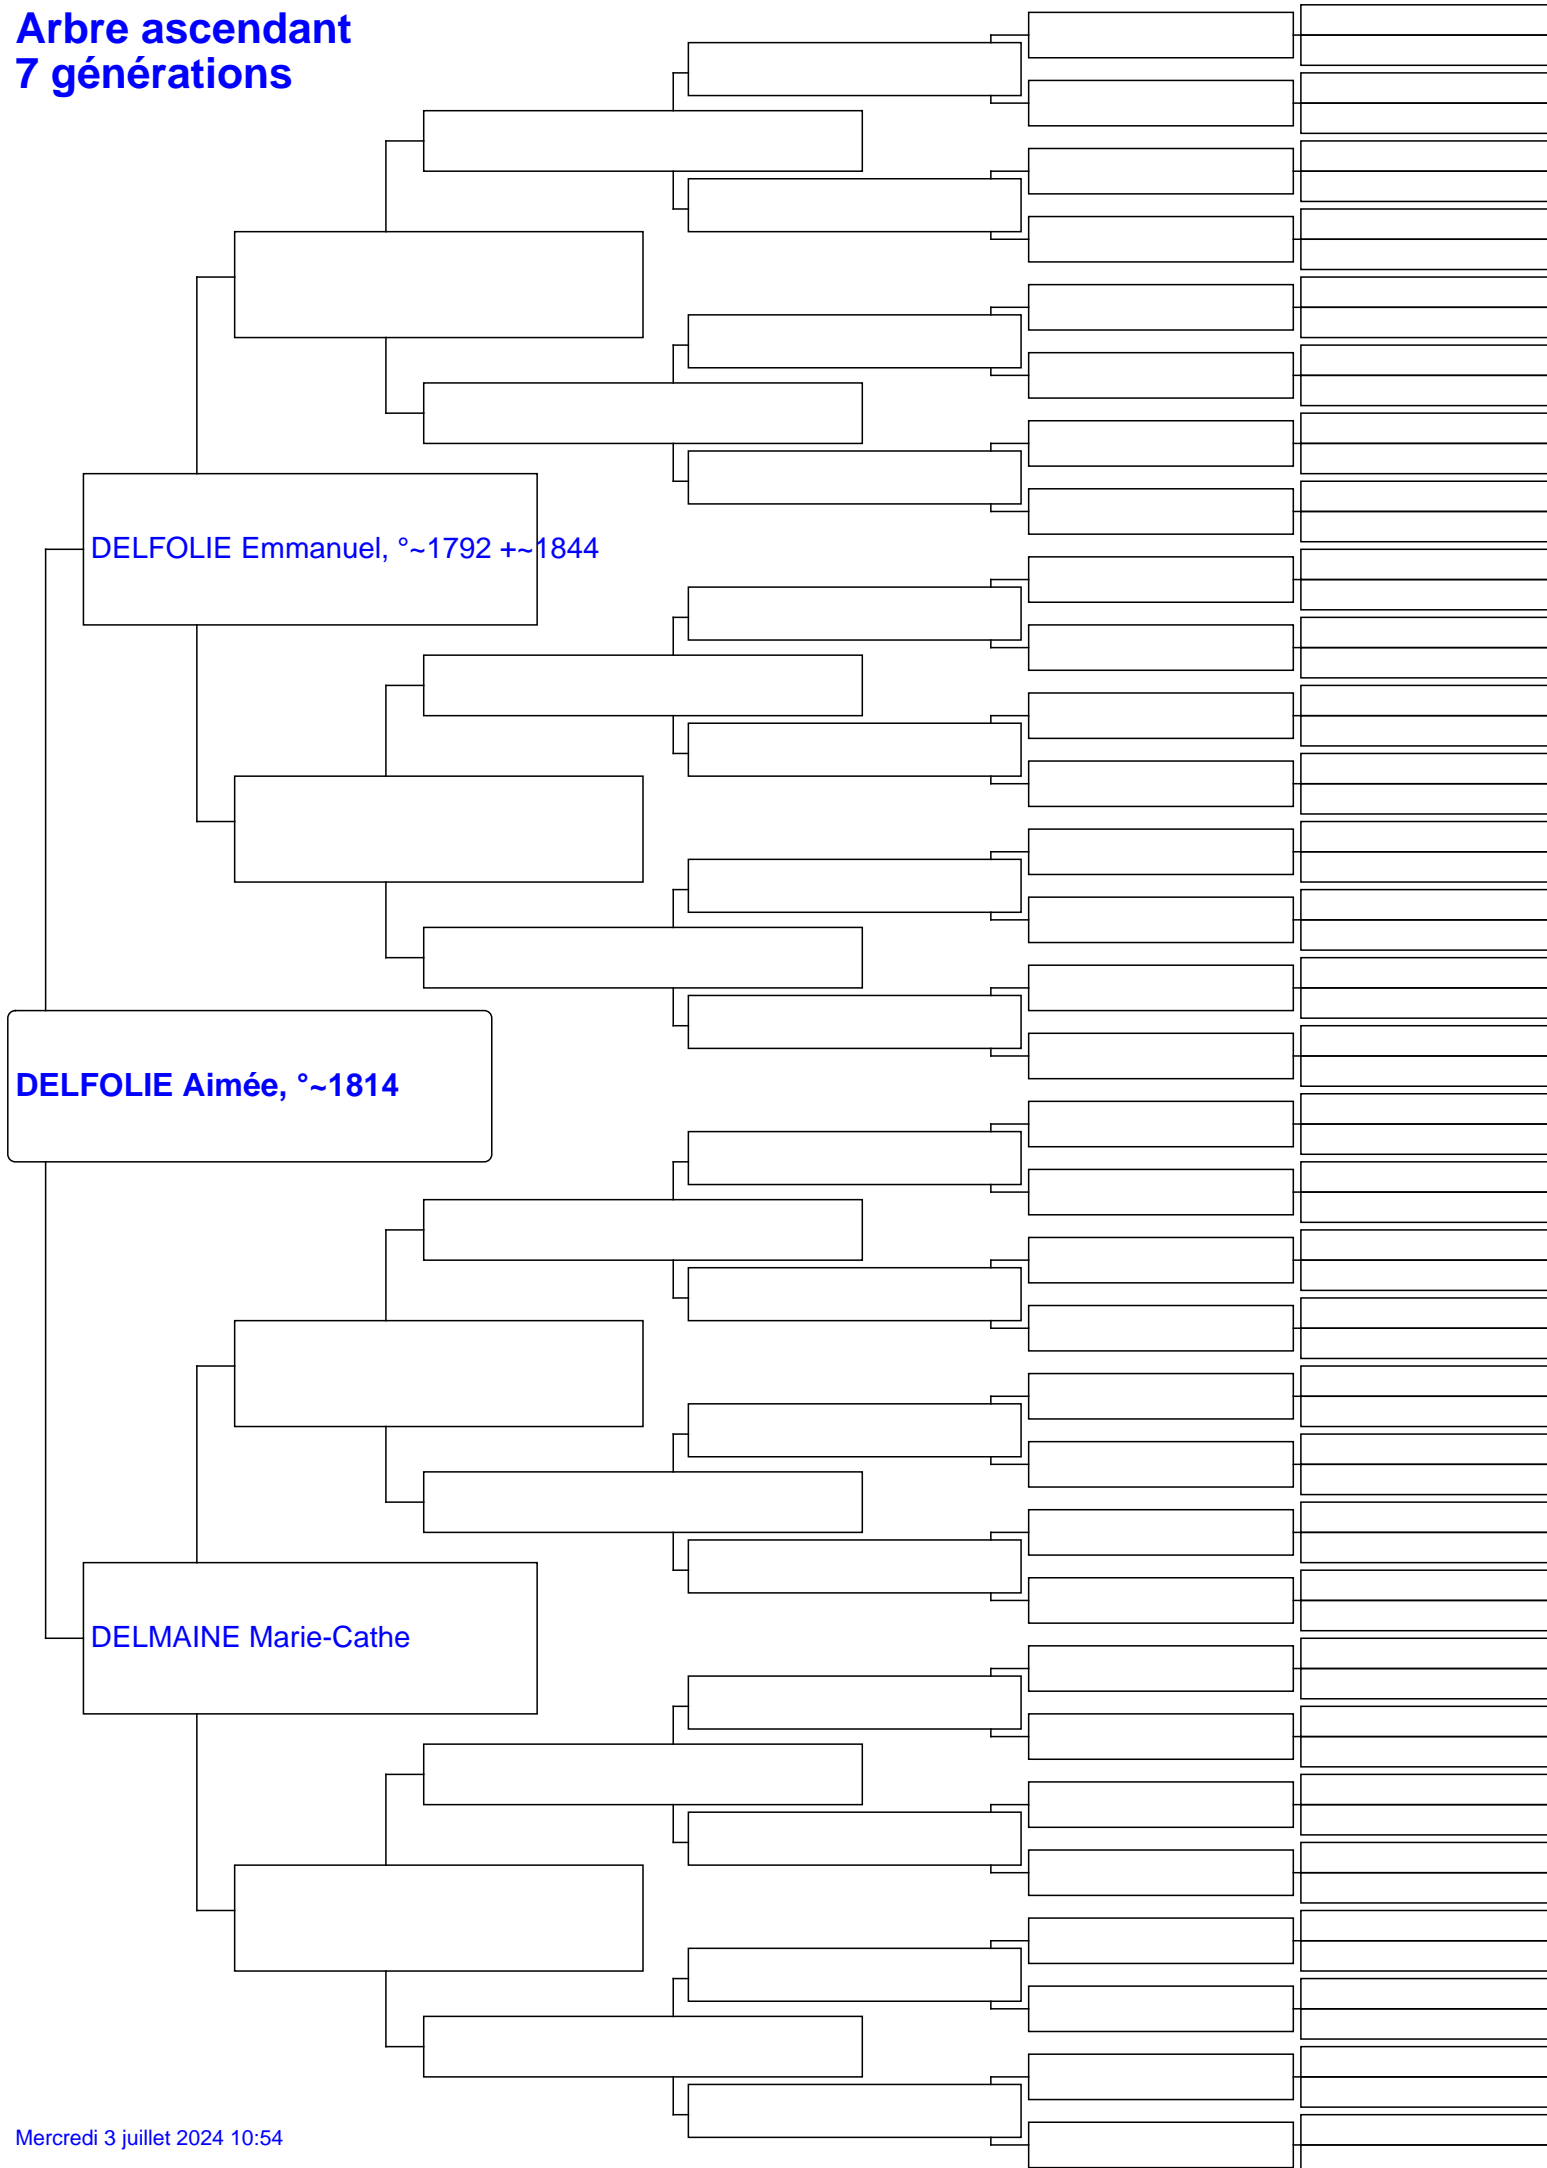 Arbre ascendant
7 générations
DELFOLIE Emmanuel, °~1792 +~1844
DELFOLIE Aimée, °~1814
DELMAINE Marie-Cathe
Mercredi 3 juillet 2024 10:54